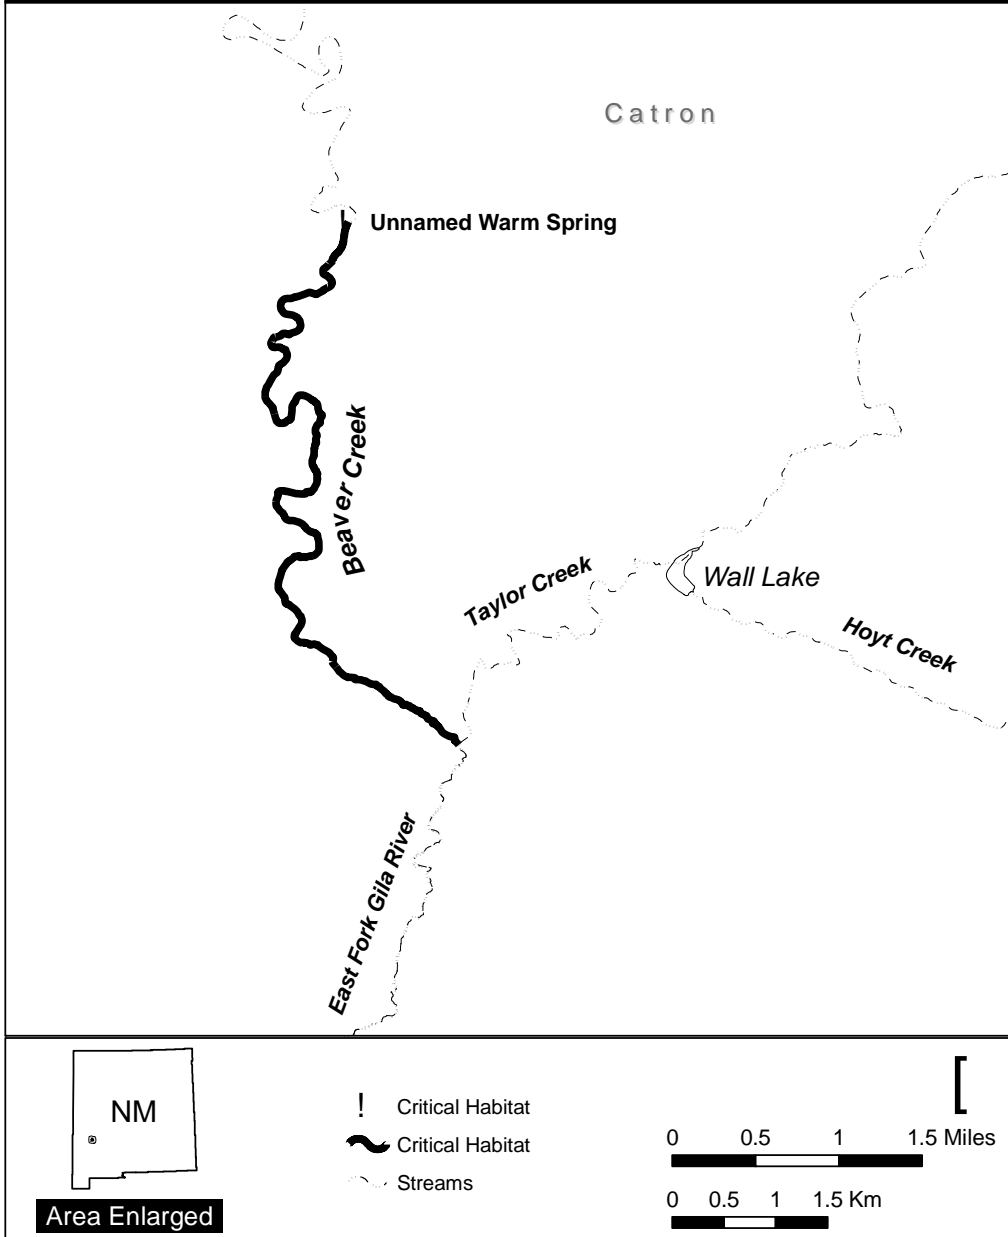 Catron
Unnamed Warm Spring
Beaver Creek
Taylor Creek
Wall Lake
Hoyt Creek
East Fork Gila River
NM
Area Enlarged
! Critical Habitat
Critical Habitat
Streams
[
0 0.5 1 1.5 Miles
0 0.5 1 1.5 Km